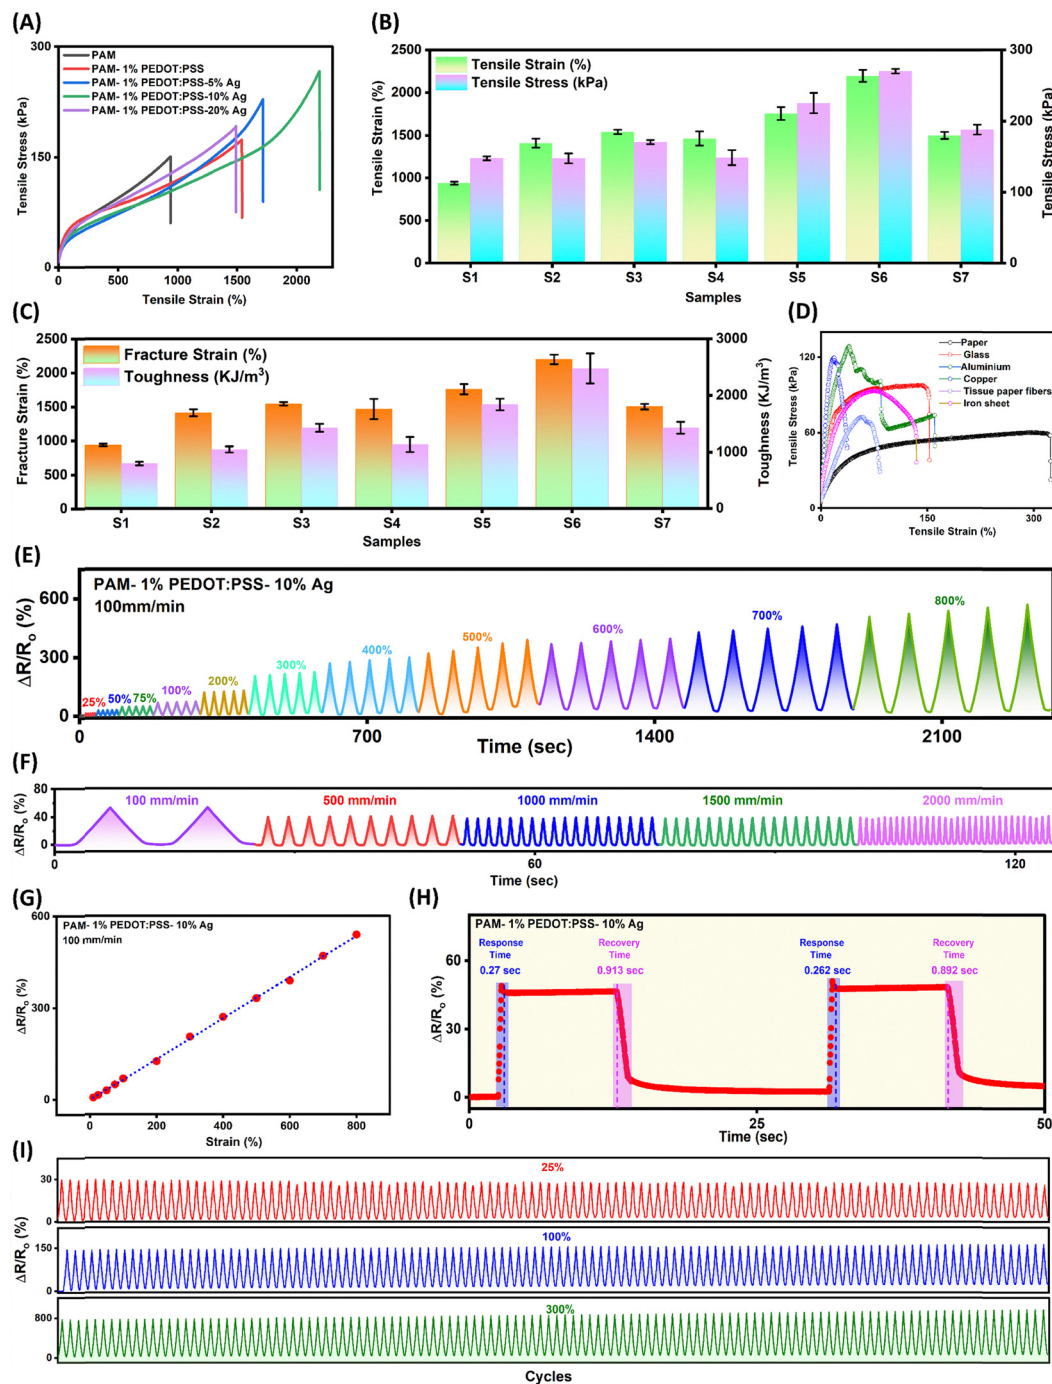 (A)
300
150
0
Tensile Stress (kPa)
PAM
PAM- 1% PEDOT:PSS
PAM- 1% PEDOT:PSS-5% Ag
PAM- 1% PEDOT:PSS-10% Ag
PAM- 1% PEDOT:PSS-20% Ag
0 500 1000 1500 2000
Tensile Strain (%)
(B)
2500
2000
1500
1000
500
0
Tensile Strain (%)
Tensile Strain (%)
Tensile Stress (kPa)
300
200
100
0
Tensile Stress (kPa)
S1 S2 S3 S4 S5 S6 S7
Samples
(C)
2500
2000
1500
1000
500
0
Fracture Strain (%)
Fracture Strain (%)
Toughness (KJ/m³)
3000
2000
1000
0
Toughness (KJ/m³)
S1 S2 S3 S4 S5 S6 S7
Samples
(D)
120
60
0
Tensile Stress (kPa)
Paper
Glass
Aluminium
Copper
Tissue paper fibers
Iron sheet
0 150 300
Tensile Strain (%)
(E)
PAM- 1% PEDOT:PSS- 10% Ag
100mm/min
600
300
0
ΔR/Rₒ (%)
25% 50% 75% 100% 200% 300% 400% 500% 600% 700% 800%
0 700 1400 2100
Time (sec)
(F)
80
40
0
ΔR/Rₒ (%)
100 mm/min 500 mm/min 1000 mm/min 1500 mm/min 2000 mm/min
0 60 120
Time (sec)
(G)
600
300
0
ΔR/Rₒ (%)
PAM- 1% PEDOT:PSS- 10% Ag
100 mm/min
0 200 400 600 800
Strain (%)
(H)
PAM- 1% PEDOT:PSS- 10% Ag
60
30
0
ΔR/Rₒ (%)
Response Time 0.27 sec
Recovery Time 0.913 sec
Response Time 0.262 sec
Recovery Time 0.892 sec
0 25 50
Time (sec)
(I)
25%
30
0
100%
150
0
300%
800
0
ΔR/Rₒ (%)
ΔR/Rₒ (%)
Cycles